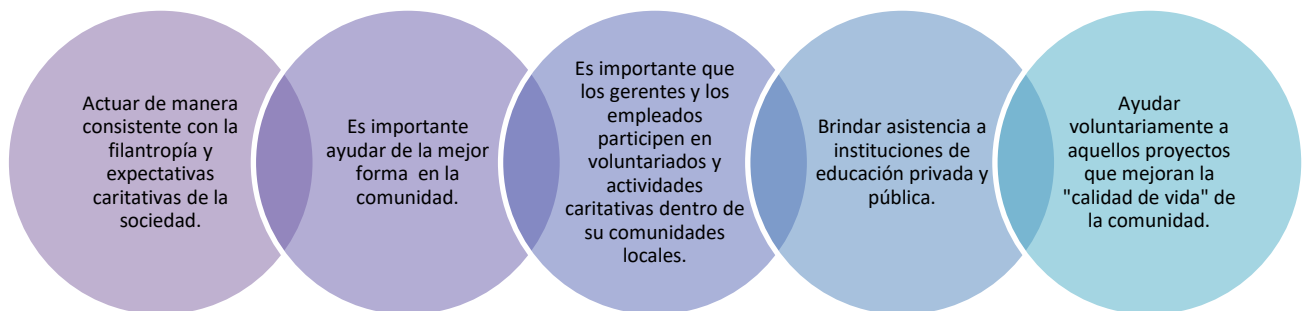 Actuar de manera
consistente con la
filantropía y
expectativas
caritativas de la
sociedad.
Es importante
ayudar de la mejor
forma en la
comunidad.
Es importante que
los gerentes y los
empleados
participen en
voluntariados y
actividades
caritativas dentro de
su comunidades
locales.
Brindar asistencia a
instituciones de
educación privada y
pública.
Ayudar
voluntariamente a
aquellos proyectos
que mejoran la
"calidad de vida" de
la comunidad.